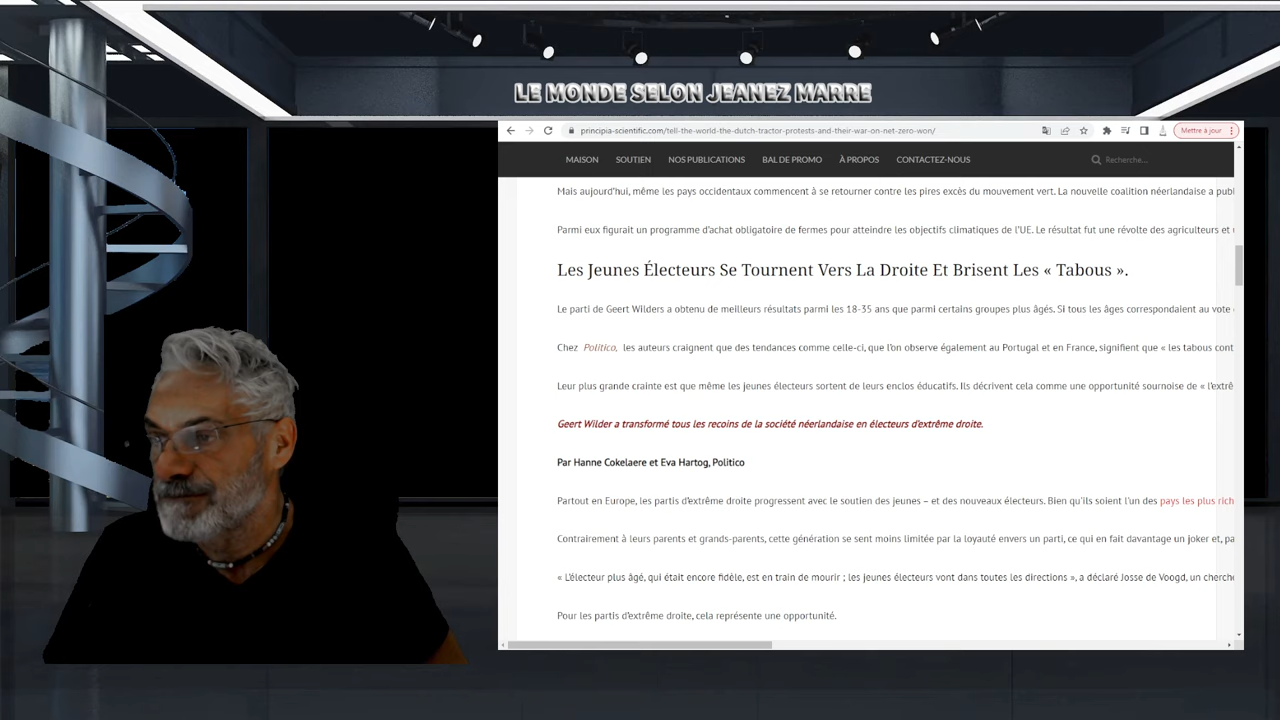 LE MONDE SELON JEANEZ MARRE
principia-scientific.com/tell-the-world-the-dutch-tractor-protests-and-their-war-on-net-zero-won/
Mettre à jour
MAISON SOUTIEN NOS PUBLICATIONS BAL DE PROMO À PROPOS CONTACTEZ-NOUS Recherche...
Mais aujourd'hui, même les pays occidentaux commencent à se retourner contre les pires excès du mouvement vert. La nouvelle coalition néerlandaise a publ
Parmi eux figurait un programme d'achat obligatoire de fermes pour atteindre les objectifs climatiques de l'UE. Le résultat fut une révolte des agriculteurs et
Les Jeunes Électeurs Se Tournent Vers La Droite Et Brisent Les « Tabous ».
Le parti de Geert Wilders a obtenu de meilleurs résultats parmi les 18-35 ans que parmi certains groupes plus âgés. Si tous les âges correspondaient au vote
Chez Politico, les auteurs craignent que des tendances comme celle-ci, que l'on observe également au Portugal et en France, signifient que « les tabous cont
Leur plus grande crainte est que même les jeunes électeurs sortent de leurs enclos éducatifs. Ils décrivent cela comme une opportunité sournoise de « l'extrê
Geert Wilder a transformé tous les recoins de la société néerlandaise en électeurs d'extrême droite.
Par Hanne Cokelaere et Eva Hartog, Politico
Partout en Europe, les partis d'extrême droite progressent avec le soutien des jeunes – et des nouveaux électeurs. Bien qu'ils soient l'un des pays les plus rich
Contrairement à leurs parents et grands-parents, cette génération se sent moins limitée par la loyauté envers un parti, ce qui en fait davantage un joker et, pa
« L'électeur plus âgé, qui était encore fidèle, est en train de mourir ; les jeunes électeurs vont dans toutes les directions », a déclaré Josse de Voogd, un cherche
Pour les partis d'extrême droite, cela représente une opportunité.